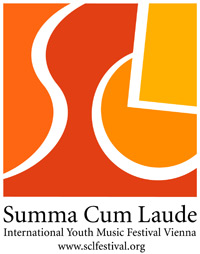 Summa Cum Laude
International Youth Music Festival Vienna
www.sclfestival.org